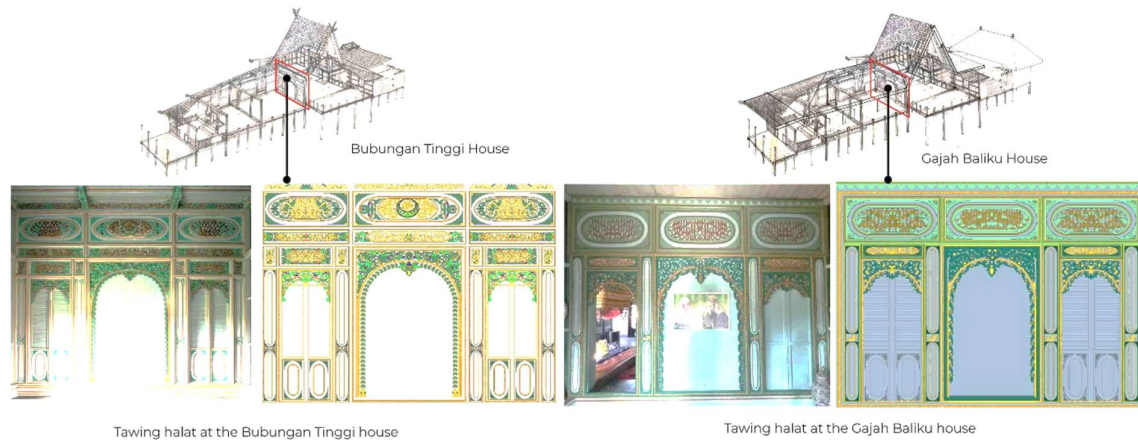 Bubungan Tinggi House
Gajah Baliku House
Tawing halat at the Bubungan Tinggi house
Tawing halat at the Gajah Baliku house